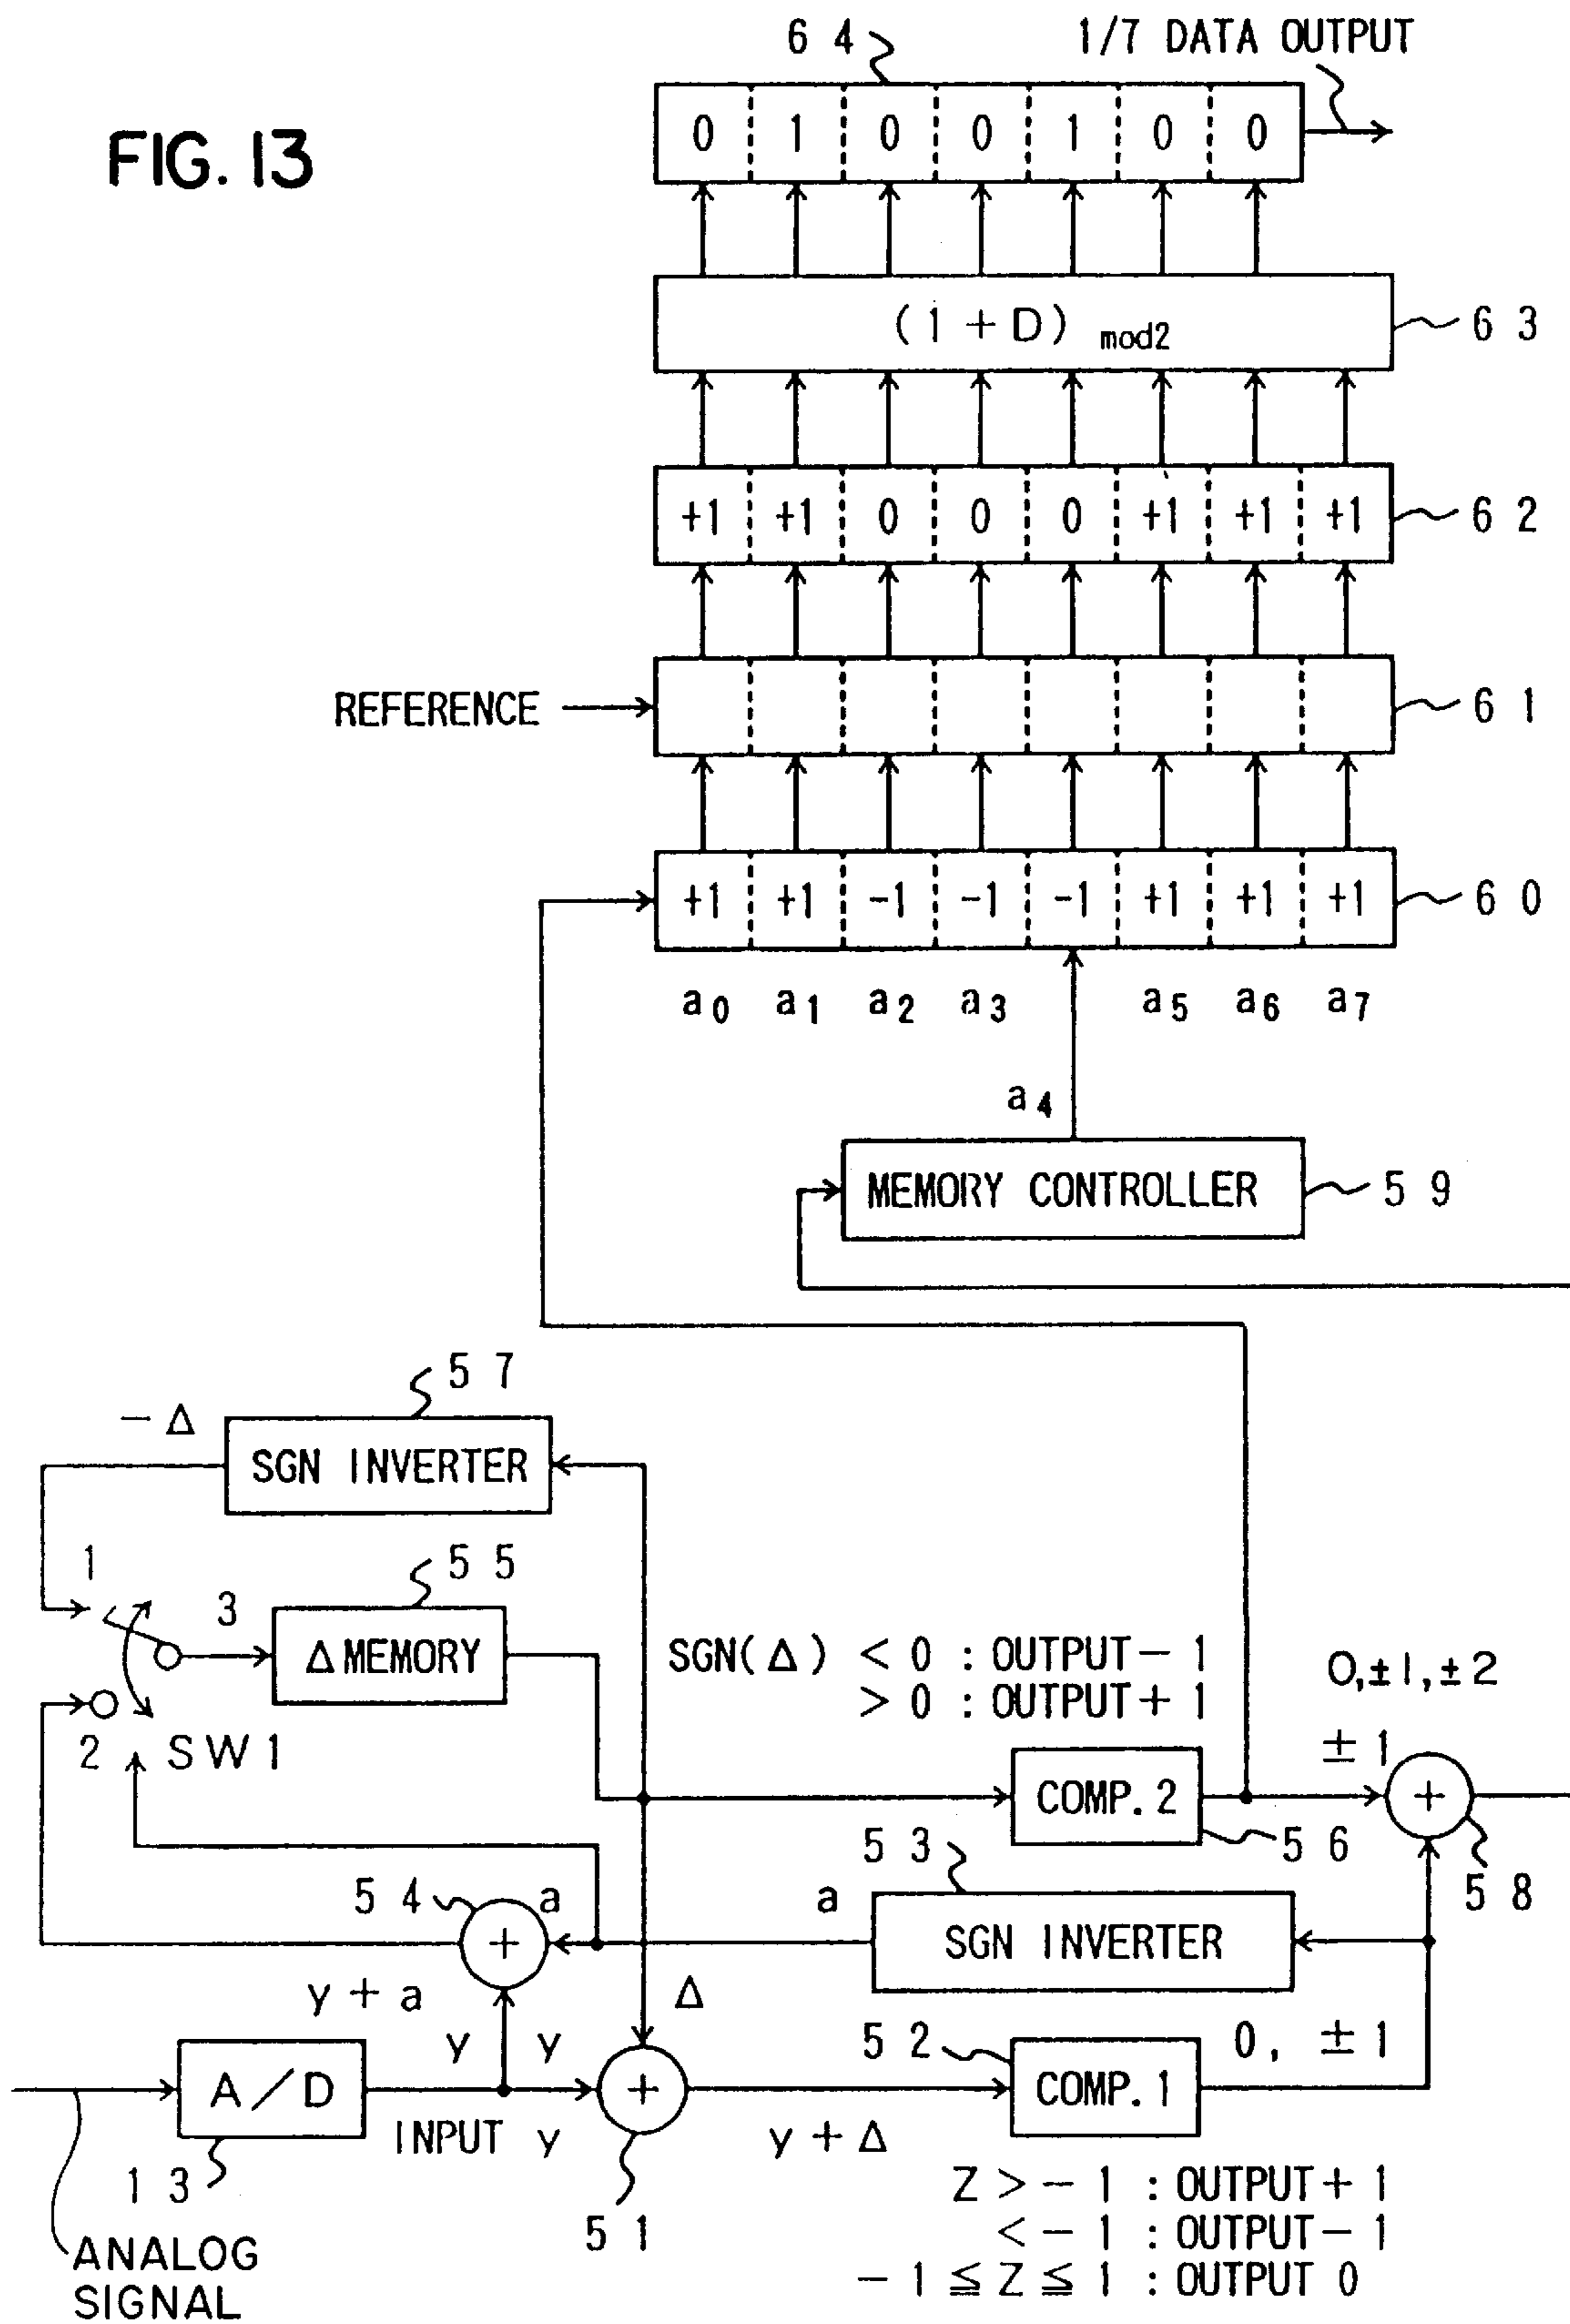 FIG. 13
6 4
1/7 DATA OUTPUT
0 1 0 0 1 0 0
(1 + D) mod2
6 3
+1 +1 0 0 0 +1 +1 +1
6 2
REFERENCE
6 1
+1 +1 -1 -1 -1 +1 +1 +1
6 0
a0 a1 a2 a3 a5 a6 a7
a4
MEMORY CONTROLLER
5 9
5 7
- Δ
SGN INVERTER
5 5
1
3
Δ MEMORY
2
SW1
SGN(Δ) < 0 : OUTPUT - 1
> 0 : OUTPUT + 1
0, ±1, ±2
± 1
COMP. 2
+
5 6
5 8
5 3
5 4
a
a
+
SGN INVERTER
y + a
Δ
y
y
5 2
0, ± 1
A/D
+
COMP. 1
INPUT
y
y + Δ
1 3
5 1
Z > - 1 : OUTPUT + 1
< - 1 : OUTPUT - 1
- 1 ≦ Z ≦ 1 : OUTPUT 0
ANALOG
SIGNAL